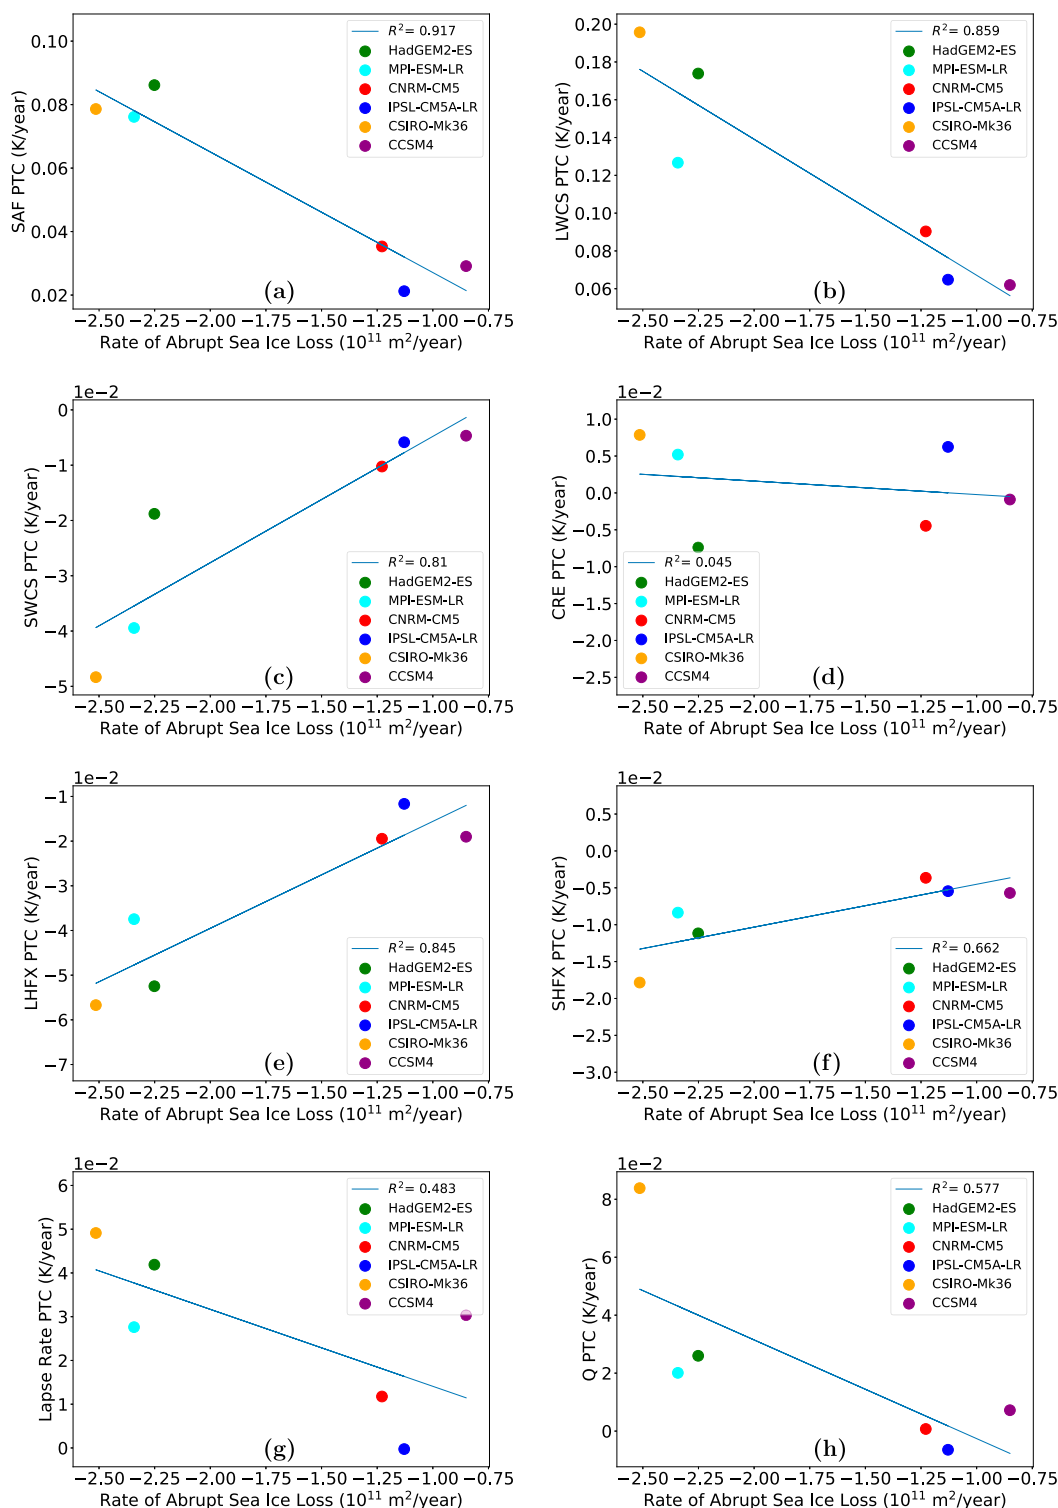 0.10
0.08
0.06
0.04
0.02
SAF PTC (K/year)
R²= 0.917
HadGEM2-ES
MPI-ESM-LR
CNRM-CM5
IPSL-CM5A-LR
CSIRO-Mk36
CCSM4
(a)
−2.50 −2.25 −2.00 −1.75 −1.50 −1.25 −1.00 −0.75
Rate of Abrupt Sea Ice Loss (10¹¹ m²/year)
0.20
0.18
0.16
0.14
0.12
0.10
0.08
0.06
LWCS PTC (K/year)
R²= 0.859
HadGEM2-ES
MPI-ESM-LR
CNRM-CM5
IPSL-CM5A-LR
CSIRO-Mk36
CCSM4
(b)
−2.50 −2.25 −2.00 −1.75 −1.50 −1.25 −1.00 −0.75
Rate of Abrupt Sea Ice Loss (10¹¹ m²/year)
1e−2
0
−1
−2
−3
−4
−5
SWCS PTC (K/year)
R²= 0.81
HadGEM2-ES
MPI-ESM-LR
CNRM-CM5
IPSL-CM5A-LR
CSIRO-Mk36
CCSM4
(c)
−2.50 −2.25 −2.00 −1.75 −1.50 −1.25 −1.00 −0.75
Rate of Abrupt Sea Ice Loss (10¹¹ m²/year)
1e−2
1.0
0.5
0.0
−0.5
−1.0
−1.5
−2.0
−2.5
CRE PTC (K/year)
R²= 0.045
HadGEM2-ES
MPI-ESM-LR
CNRM-CM5
IPSL-CM5A-LR
CSIRO-Mk36
CCSM4
(d)
−2.50 −2.25 −2.00 −1.75 −1.50 −1.25 −1.00 −0.75
Rate of Abrupt Sea Ice Loss (10¹¹ m²/year)
1e−2
−1
−2
−3
−4
−5
−6
−7
LHFX PTC (K/year)
R²= 0.845
HadGEM2-ES
MPI-ESM-LR
CNRM-CM5
IPSL-CM5A-LR
CSIRO-Mk36
CCSM4
(e)
−2.50 −2.25 −2.00 −1.75 −1.50 −1.25 −1.00 −0.75
Rate of Abrupt Sea Ice Loss (10¹¹ m²/year)
1e−2
0.5
0.0
−0.5
−1.0
−1.5
−2.0
−2.5
−3.0
SHFX PTC (K/year)
R²= 0.662
HadGEM2-ES
MPI-ESM-LR
CNRM-CM5
IPSL-CM5A-LR
CSIRO-Mk36
CCSM4
(f)
−2.50 −2.25 −2.00 −1.75 −1.50 −1.25 −1.00 −0.75
Rate of Abrupt Sea Ice Loss (10¹¹ m²/year)
1e−2
6
5
4
3
2
1
0
Lapse Rate PTC (K/year)
R²= 0.483
HadGEM2-ES
MPI-ESM-LR
CNRM-CM5
IPSL-CM5A-LR
CSIRO-Mk36
CCSM4
(g)
−2.50 −2.25 −2.00 −1.75 −1.50 −1.25 −1.00 −0.75
Rate of Abrupt Sea Ice Loss (10¹¹ m²/year)
1e−2
8
6
4
2
0
Q PTC (K/year)
R²= 0.577
HadGEM2-ES
MPI-ESM-LR
CNRM-CM5
IPSL-CM5A-LR
CSIRO-Mk36
CCSM4
(h)
−2.50 −2.25 −2.00 −1.75 −1.50 −1.25 −1.00 −0.75
Rate of Abrupt Sea Ice Loss (10¹¹ m²/year)